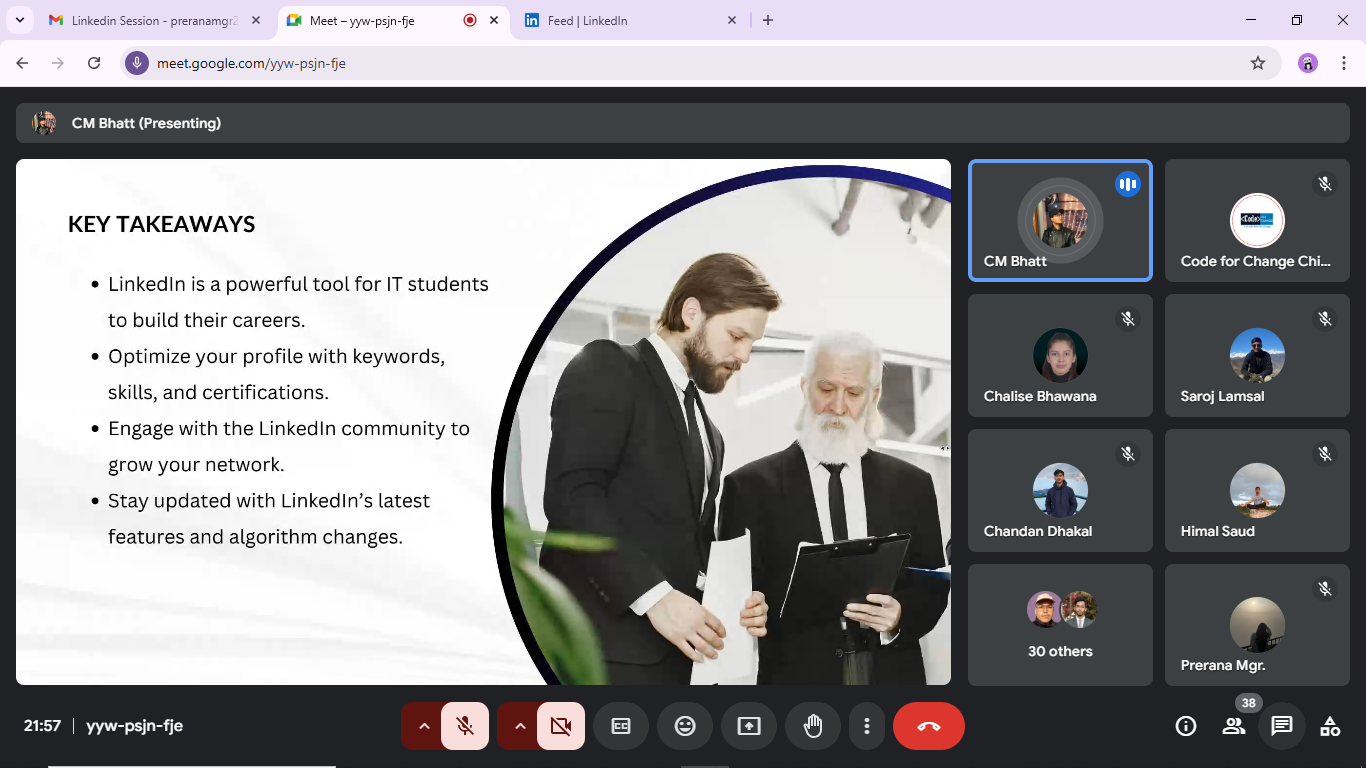 Linkedin Session - preranamgr2
Meet – yyw-psjn-fje
Feed | LinkedIn
meet.google.com/yyw-psjn-fje
CM Bhatt (Presenting)
KEY TAKEAWAYS
• LinkedIn is a powerful tool for IT students
to build their careers.
• Optimize your profile with keywords,
skills, and certifications.
• Engage with the LinkedIn community to
grow your network.
• Stay updated with LinkedIn’s latest
features and algorithm changes.
CM Bhatt
<Code>
Code for Change Chi...
Chalise Bhawana
Saroj Lamsal
Chandan Dhakal
Himal Saud
30 others
Prerana Mgr.
21:57 | yyw-psjn-fje
38